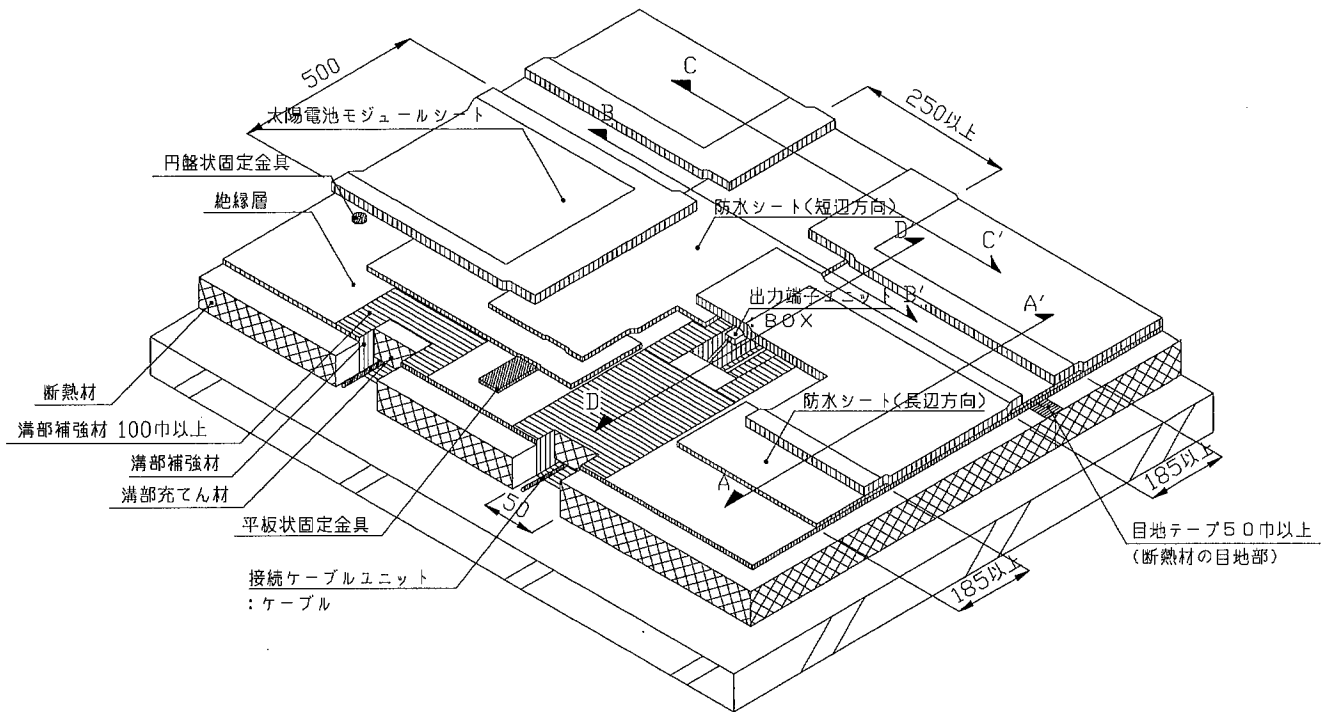 500
C
太陽電池モジュールシート
B
250以上
円盤状固定金具
絶縁層
防水シート(短辺方向)
D
C'
出力端子ユニット
:BOX
B'
A'
断熱材
溝部補強材 100巾以上
溝部補強材
溝部充てん材
平板状固定金具
接続ケーブルユニット
:ケーブル
D
50
防水シート(長辺方向)
A
185以上
185以上
目地テープ50巾以上
(断熱材の目地部)